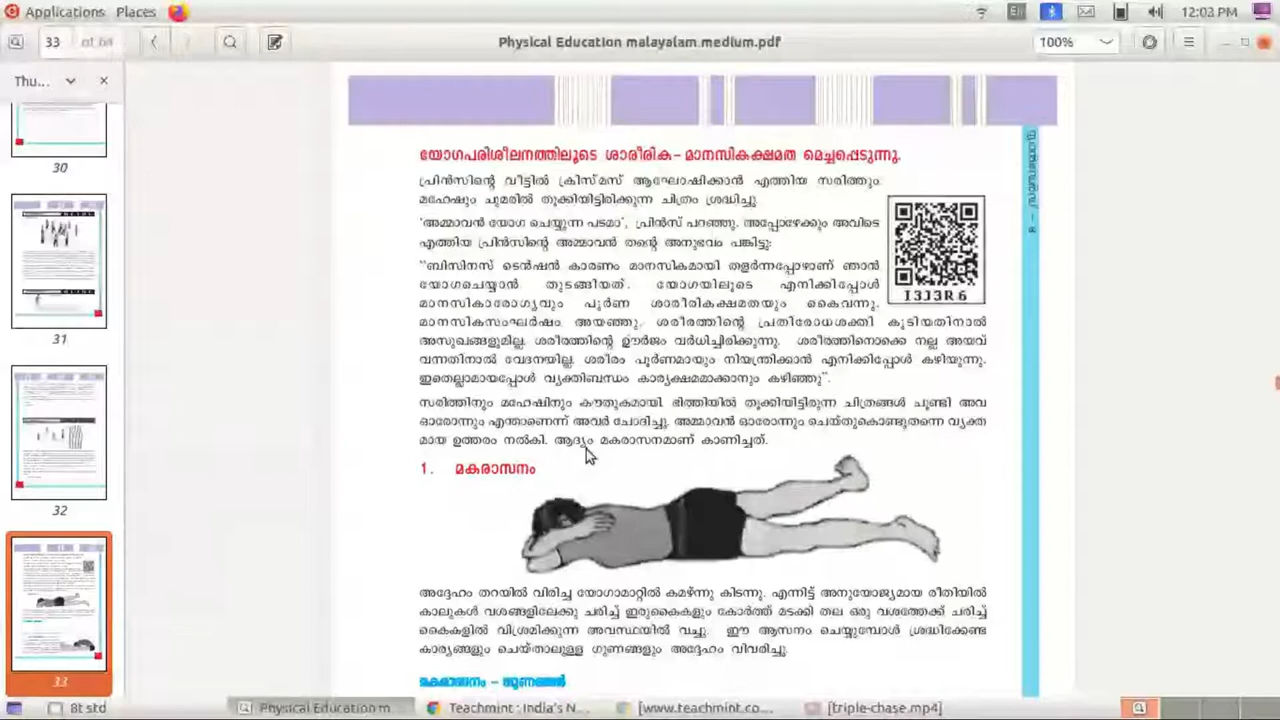 Applications Places En 12:03 PM
33 of 68 Physical Education malayalam medium.pdf 100%
Thu...
30
31
32
33
യോഗപരിശീലനത്തിലൂടെ ശാരീരിക- മാനസികക്ഷമത മെച്ചപ്പെടുന്നു.
പ്രിൻസിന്റെ വീട്ടിൽ ക്രിസ്മസ് ആഘോഷിക്കാൻ എത്തിയ സരിത്തും
മഹേഷും ചുമരിൽ തൂക്കിയിട്ടിരിക്കുന്ന ചിത്രം ശ്രദ്ധിച്ചു.
'അമ്മാവൻ യോഗ ചെയ്യുന്ന പടമാ', പ്രിൻസ് പറഞ്ഞു. അപ്പോഴേക്കും അവിടെ
എത്തിയ പ്രിൻസിന്റെ അമ്മാവൻ തന്റെ അനുഭവം പങ്കിട്ടു:
"ബിസിനസ് ടെൻഷൻ കാരണം മാനസികമായി തളർന്നപ്പോഴാണ് ഞാൻ
യോഗചെയ്യാൻ തുടങ്ങിയത്. യോഗയിലൂടെ എനിക്കിപ്പോൾ
മാനസികാരോഗ്യവും പൂർണ ശാരീരികക്ഷമതയും കൈവന്നു.
I3J3R6
മാനസികസംഘർഷം അയഞ്ഞു. ശരീരത്തിന്റെ പ്രതിരോധശക്തി കൂടിയതിനാൽ
അസുഖങ്ങളുമില്ല. ശരീരത്തിന്റെ ഊർജം വർധിച്ചിരിക്കുന്നു. ശരീരത്തിനൊക്കെ നല്ല അയവ്
വന്നതിനാൽ വേദനയില്ല. ശരീരം പൂർണമായും നിയന്ത്രിക്കാൻ എനിക്കിപ്പോൾ കഴിയുന്നു.
ഇതെല്ലാമായപ്പോൾ വ്യക്തിബന്ധം കാര്യക്ഷമമാക്കാനും കഴിഞ്ഞു".
സരിത്തിനും മഹേഷിനും കൗതുകമായി. ഭിത്തിയിൽ തൂക്കിയിട്ടിരുന്ന ചിത്രങ്ങൾ ചൂണ്ടി അവ
ഓരോന്നും എന്താണെന്ന് അവർ ചോദിച്ചു. അമ്മാവൻ ഓരോന്നും ചെയ്തുകൊണ്ടുതന്നെ വ്യക്ത
മായ ഉത്തരം നൽകി. ആദ്യം മകരാസനമാണ് കാണിച്ചത്.
1. മകരാസനം
അദ്ദേഹം തറയിൽ വിരിച്ച യോഗാമാറ്റിൽ കമഴ്ന്നു കിടന്നു. എന്നിട്ട് അനുയോജ്യമായ രീതിയിൽ
കാലുകൾ വശങ്ങളിലേക്കു ചരിച്ച് ഇരുകൈകളും കോർത്ത് മടക്കി തല ഒരു വശത്തേക്ക് ചരിച്ച്
കൈകളിൽ വിശ്രമിക്കുന്ന അവസ്ഥയിൽ വച്ചു. ഈ ആസനം ചെയ്യുമ്പോൾ ശ്രദ്ധിക്കേണ്ട
കാര്യങ്ങളും ചെയ്താലുള്ള ഗുണങ്ങളും അദ്ദേഹം വിവരിച്ചു.
മകരാസനം - ഗുണങ്ങൾ
8t std Physical Education m... Teachmint : India's N... [www.teachmint.co... [triple-chase.mp4]